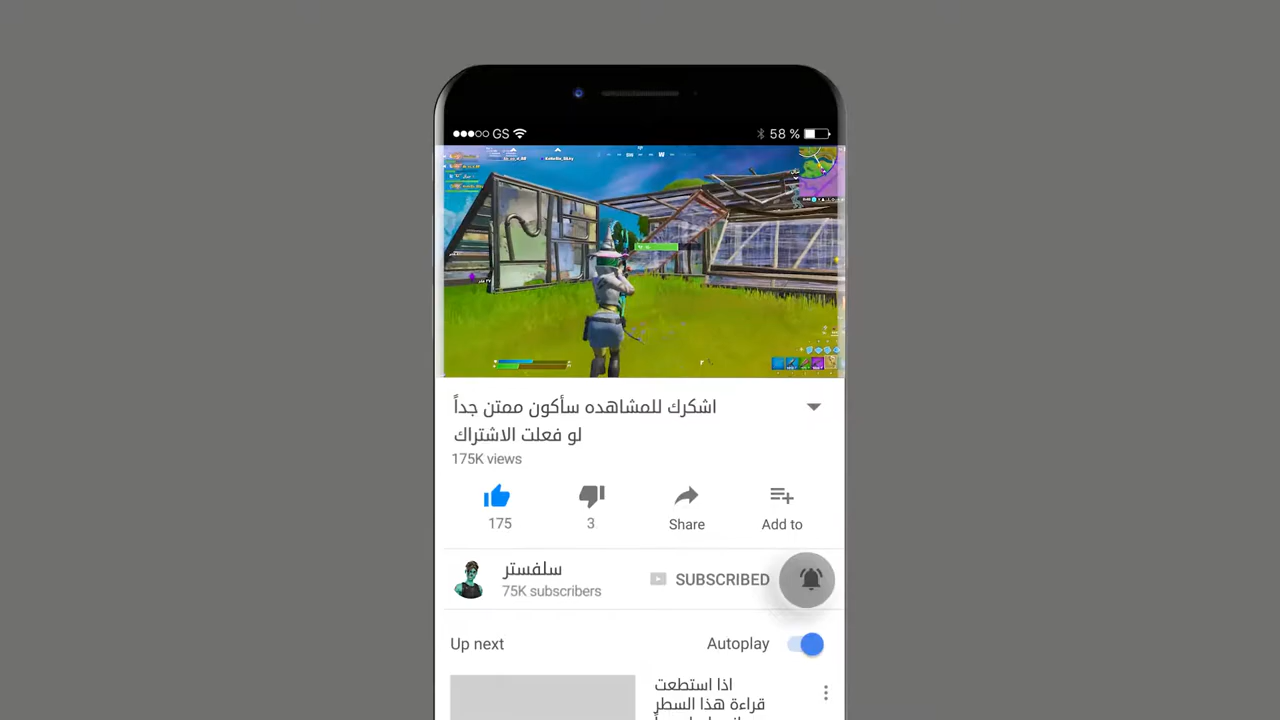 GS 58 %
اشكرك للمشاهده سأكون ممتن جداً
لو فعلت الاشتراك
175K views
175 3 Share Add to
سلفستر
75K subscribers
SUBSCRIBED
Up next Autoplay
اذا استطعت
قراءة هذا السطر